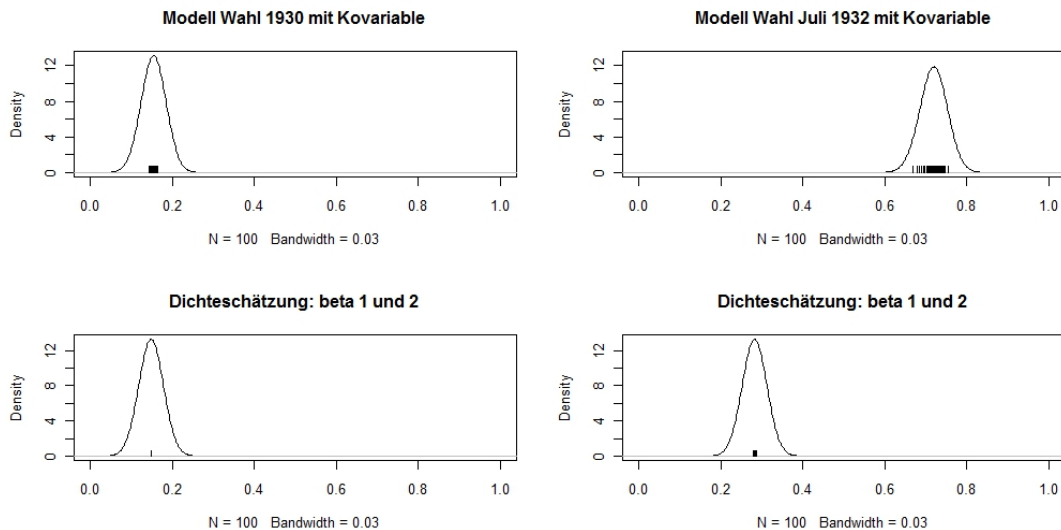 Modell Wahl 1930 mit Kovariable
Density
0 4 8 12
0.0 0.2 0.4 0.6 0.8 1.0
N = 100 Bandwidth = 0.03
Modell Wahl Juli 1932 mit Kovariable
Density
0 4 8 12
0.0 0.2 0.4 0.6 0.8 1.0
N = 100 Bandwidth = 0.03
Dichteschätzung: beta 1 und 2
Density
0 4 8 12
0.0 0.2 0.4 0.6 0.8 1.0
N = 100 Bandwidth = 0.03
Dichteschätzung: beta 1 und 2
Density
0 4 8 12
0.0 0.2 0.4 0.6 0.8 1.0
N = 100 Bandwidth = 0.03